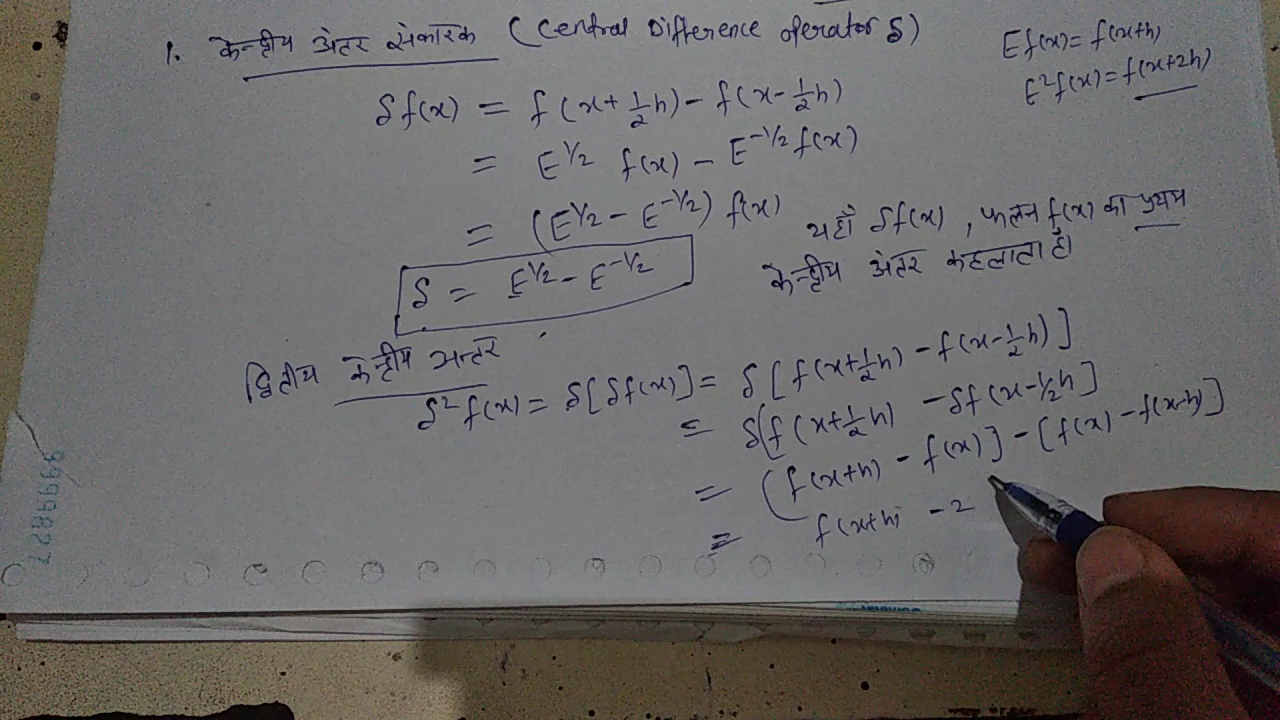 1. केन्द्रीय अंतर संकारक (Central Difference operator δ)
Ef(x) = f(x+h)
E²f(x) = f(x+2h)
δf(x) = f(x+½h) - f(x-½h)
= E^1/2 f(x) - E^-1/2 f(x)
= (E^1/2 - E^-1/2) f(x)
यहाँ δf(x), फलन f(x) का प्रथम
केन्द्रीय अंतर कहलाता है।
δ = E^1/2 - E^-1/2
द्वितीय केन्द्रीय अन्तर
δ²f(x) = δ[δf(x)] = δ[f(x+½h) - f(x-½h)]
= δ[f(x+½h) - δf(x-½h]
= [f(x+h) - f(x)] - [f(x) - f(x-h)]
= f(x+h) - 2